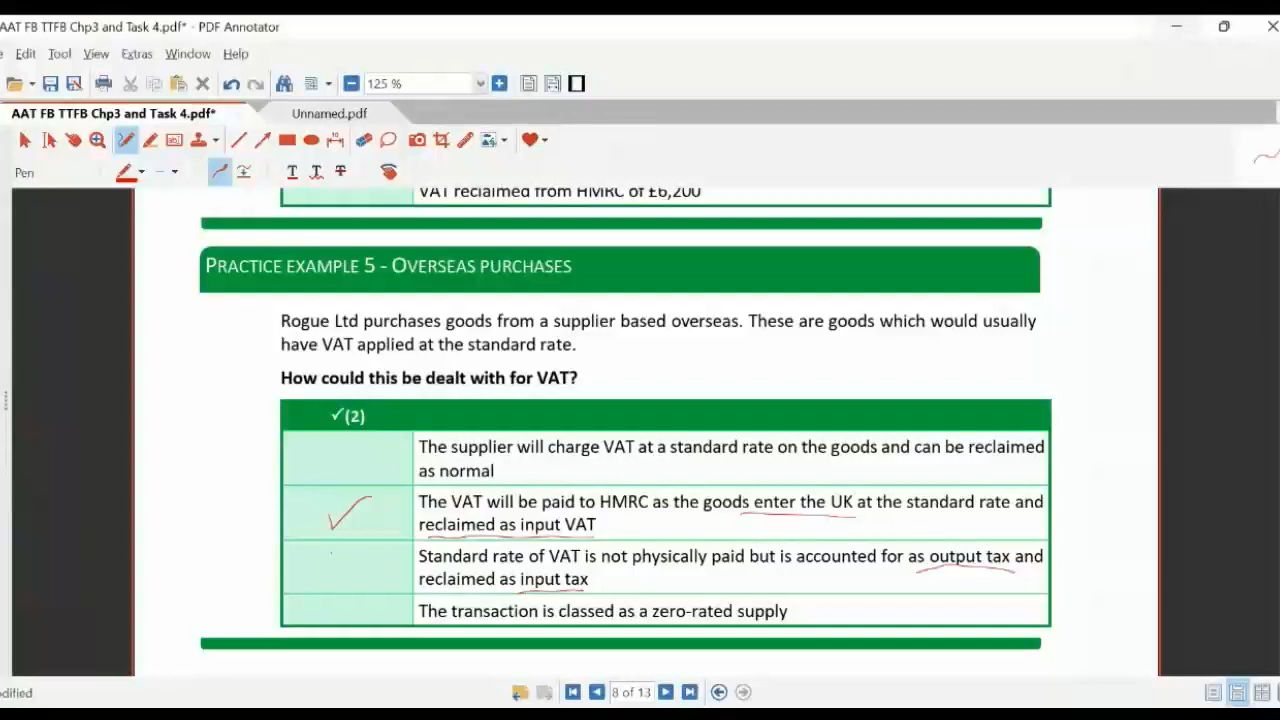 AAT FB TTFB Chp3 and Task 4.pdf* - PDF Annotator
e Edit Tool View Extras Window Help
125 %
AAT FB TTFB Chp3 and Task 4.pdf* Unnamed.pdf
Pen
VAT reclaimed from HMRC of £6,200
PRACTICE EXAMPLE 5 - OVERSEAS PURCHASES
Rogue Ltd purchases goods from a supplier based overseas. These are goods which would usually
have VAT applied at the standard rate.
How could this be dealt with for VAT?
✓(2)
The supplier will charge VAT at a standard rate on the goods and can be reclaimed
as normal
The VAT will be paid to HMRC as the goods enter the UK at the standard rate and
reclaimed as input VAT
Standard rate of VAT is not physically paid but is accounted for as output tax and
reclaimed as input tax
The transaction is classed as a zero-rated supply
odified 8 of 13